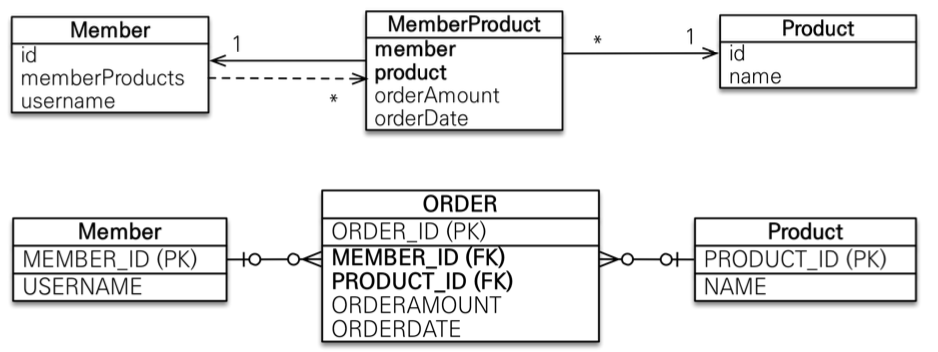 Member
id
memberProducts
username
1
*
MemberProduct
member
product
orderAmount
orderDate
*
1
Product
id
name
Member
MEMBER_ID (PK)
USERNAME
ORDER
ORDER_ID (PK)
MEMBER_ID (FK)
PRODUCT_ID (FK)
ORDERAMOUNT
ORDERDATE
Product
PRODUCT_ID (PK)
NAME